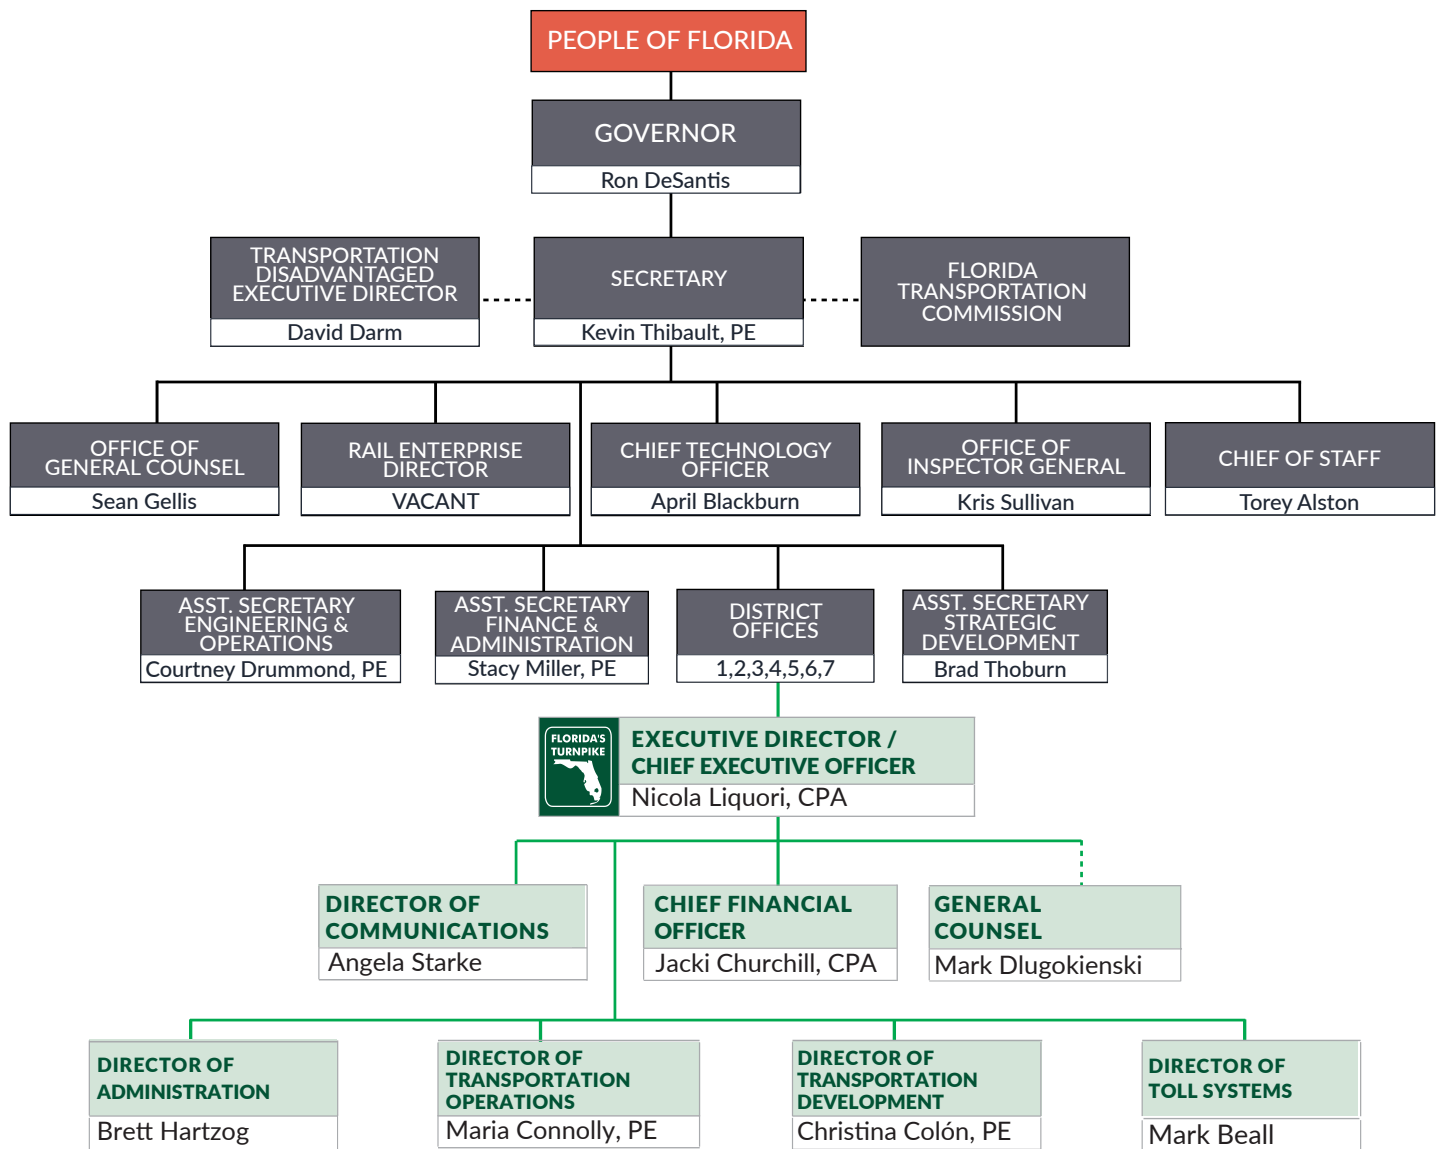 PEOPLE OF FLORIDA
GOVERNOR
Ron DeSantis
TRANSPORTATION
DISADVANTAGED
EXECUTIVE DIRECTOR
David Darm
SECRETARY
Kevin Thibault, PE
FLORIDA
TRANSPORTATION
COMMISSION
OFFICE OF
GENERAL COUNSEL
Sean Gellis
RAIL ENTERPRISE
DIRECTOR
VACANT
CHIEF TECHNOLOGY
OFFICER
April Blackburn
OFFICE OF
INSPECTOR GENERAL
Kris Sullivan
CHIEF OF STAFF
Torey Alston
ASST. SECRETARY
ENGINEERING &
OPERATIONS
Courtney Drummond, PE
ASST. SECRETARY
FINANCE &
ADMINISTRATION
Stacy Miller, PE
DISTRICT
OFFICES
1,2,3,4,5,6,7
ASST. SECRETARY
STRATEGIC
DEVELOPMENT
Brad Thoburn
FLORIDA'S
TURNPIKE
EXECUTIVE DIRECTOR /
CHIEF EXECUTIVE OFFICER
Nicola Liquori, CPA
DIRECTOR OF
COMMUNICATIONS
Angela Starke
CHIEF FINANCIAL
OFFICER
Jacki Churchill, CPA
GENERAL
COUNSEL
Mark Dlugokienski
DIRECTOR OF
ADMINISTRATION
Brett Hartzog
DIRECTOR OF
TRANSPORTATION
OPERATIONS
Maria Connolly, PE
DIRECTOR OF
TRANSPORTATION
DEVELOPMENT
Christina Colón, PE
DIRECTOR OF
TOLL SYSTEMS
Mark Beall